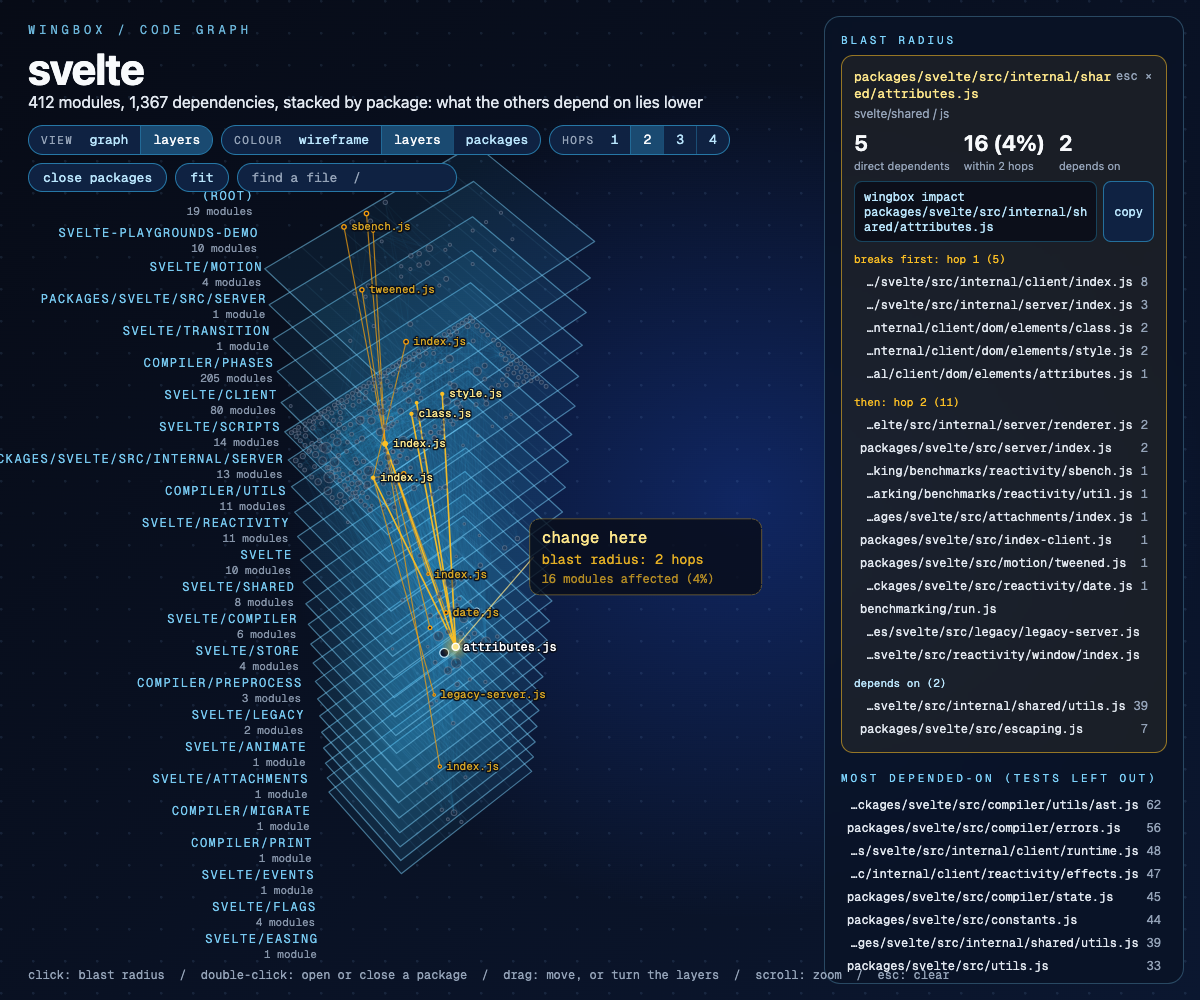 WINGBOX / CODE GRAPH
svelte
412 modules, 1,367 dependencies, stacked by package: what the others depend on lies lower
VIEW graph layers COLOUR wireframe layers packages HOPS 1 2 3 4
close packages fit find a file /
(ROOT)
19 modules
SVELTE-PLAYGROUNDS-DEMO
10 modules
SVELTE/MOTION
4 modules
PACKAGES/SVELTE/SRC/SERVER
1 module
SVELTE/TRANSITION
1 module
COMPILER/PHASES
205 modules
SVELTE/CLIENT
80 modules
SVELTE/SCRIPTS
14 modules
CKAGES/SVELTE/SRC/INTERNAL/SERVER
13 modules
COMPILER/UTILS
11 modules
SVELTE/REACTIVITY
11 modules
SVELTE
10 modules
SVELTE/SHARED
8 modules
SVELTE/COMPILER
6 modules
SVELTE/STORE
4 modules
COMPILER/PREPROCESS
3 modules
SVELTE/LEGACY
2 modules
SVELTE/ANIMATE
1 module
SVELTE/ATTACHMENTS
1 module
COMPILER/MIGRATE
1 module
COMPILER/PRINT
1 module
SVELTE/EVENTS
1 module
SVELTE/FLAGS
4 modules
SVELTE/EASING
1 module
sbench.js
tweened.js
index.js
style.js
class.js
index.js
index.js
index.js
date.js
attributes.js
legacy-server.js
index.js
change here
blast radius: 2 hops
16 modules affected (4%)
BLAST RADIUS
packages/svelte/src/internal/shar esc ×
ed/attributes.js
svelte/shared / js
5 16 (4%) 2
direct dependents within 2 hops depends on
wingbox impact
packages/svelte/src/internal/sh
ared/attributes.js
copy
breaks first: hop 1 (5)
…/svelte/src/internal/client/index.js 8
…/svelte/src/internal/server/index.js 3
…nternal/client/dom/elements/class.js 2
…nternal/client/dom/elements/style.js 2
…al/client/dom/elements/attributes.js 1
then: hop 2 (11)
…elte/src/internal/server/renderer.js 2
packages/svelte/src/server/index.js 2
…king/benchmarks/reactivity/sbench.js 1
…arking/benchmarks/reactivity/util.js 1
…ages/svelte/src/attachments/index.js 1
packages/svelte/src/index-client.js 1
packages/svelte/src/motion/tweened.js 1
…ckages/svelte/src/reactivity/date.js 1
benchmarking/run.js
…es/svelte/src/legacy/legacy-server.js
…svelte/src/reactivity/window/index.js
depends on (2)
…svelte/src/internal/shared/utils.js 39
packages/svelte/src/escaping.js 7
MOST DEPENDED-ON (TESTS LEFT OUT)
…ckages/svelte/src/compiler/utils/ast.js 62
packages/svelte/src/compiler/errors.js 56
…s/svelte/src/internal/client/runtime.js 48
…c/internal/client/reactivity/effects.js 47
packages/svelte/src/compiler/state.js 45
packages/svelte/src/constants.js 44
…ges/svelte/src/internal/shared/utils.js 39
packages/svelte/src/utils.js 33
click: blast radius / double-click: open or close a package / drag: move, or turn the layers / scroll: zoom / esc: clear